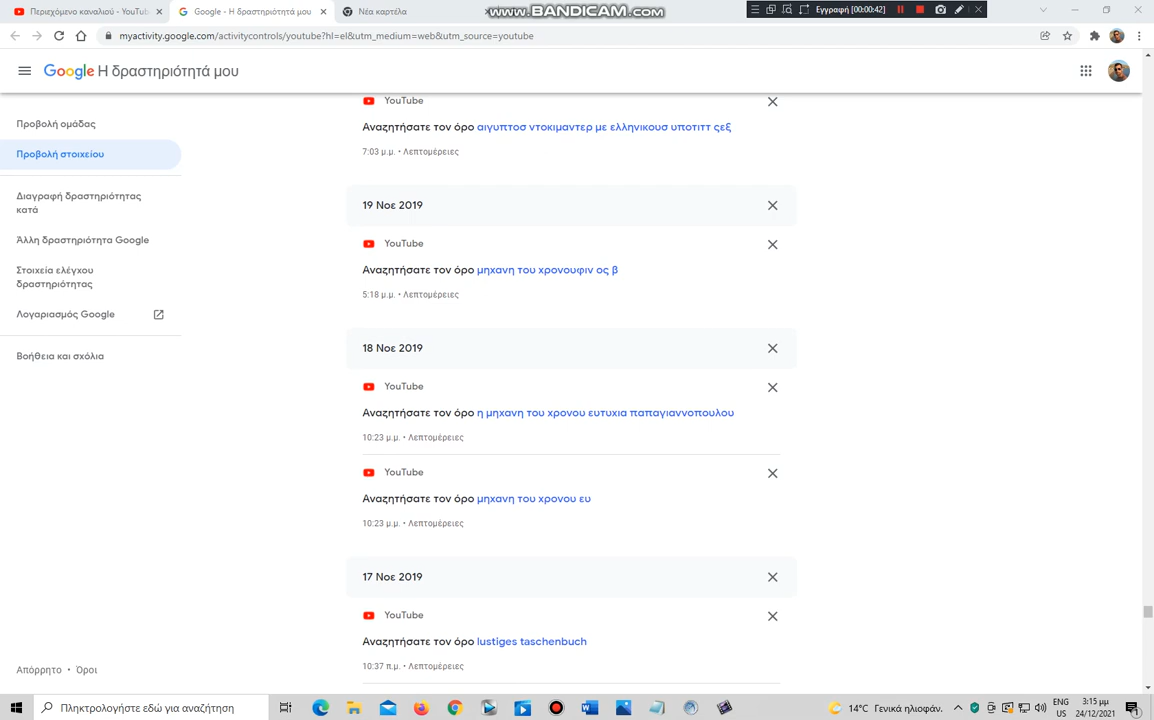 Περιεχόμενο καναλιού - YouTub
Google - Η δραστηριότητά μου
Νέα καρτέλα
www.BANDICAM.com
Εγγραφή [00:00:42]
myactivity.google.com/activitycontrols/youtube?hl=el&utm_medium=web&utm_source=youtube
Google Η δραστηριότητά μου
Προβολή ομάδας
Προβολή στοιχείου
Διαγραφή δραστηριότητας
κατά
Άλλη δραστηριότητα Google
Στοιχεία ελέγχου
δραστηριότητας
Λογαριασμός Google
Βοήθεια και σχόλια
Απόρρητο • Όροι
YouTube
Αναζητήσατε τον όρο αιγυπτοσ ντοκιμαντερ με ελληνικουσ υποτιττ ςεξ
7:03 μ.μ. • Λεπτομέρειες
19 Νοε 2019
YouTube
Αναζητήσατε τον όρο μηχανη του χρονουφιν ος β
5:18 μ.μ. • Λεπτομέρειες
18 Νοε 2019
YouTube
Αναζητήσατε τον όρο η μηχανη του χρονου ευτυχια παπαγιαννοπουλου
10:23 μ.μ. • Λεπτομέρειες
YouTube
Αναζητήσατε τον όρο μηχανη του χρονου ευ
10:23 μ.μ. • Λεπτομέρειες
17 Νοε 2019
YouTube
Αναζητήσατε τον όρο lustiges taschenbuch
10:37 π.μ. • Λεπτομέρειες
Πληκτρολογήστε εδώ για αναζήτηση
14°C Γενικά ηλιοφάν.
ENG
US
3:15 μμ
24/12/2021